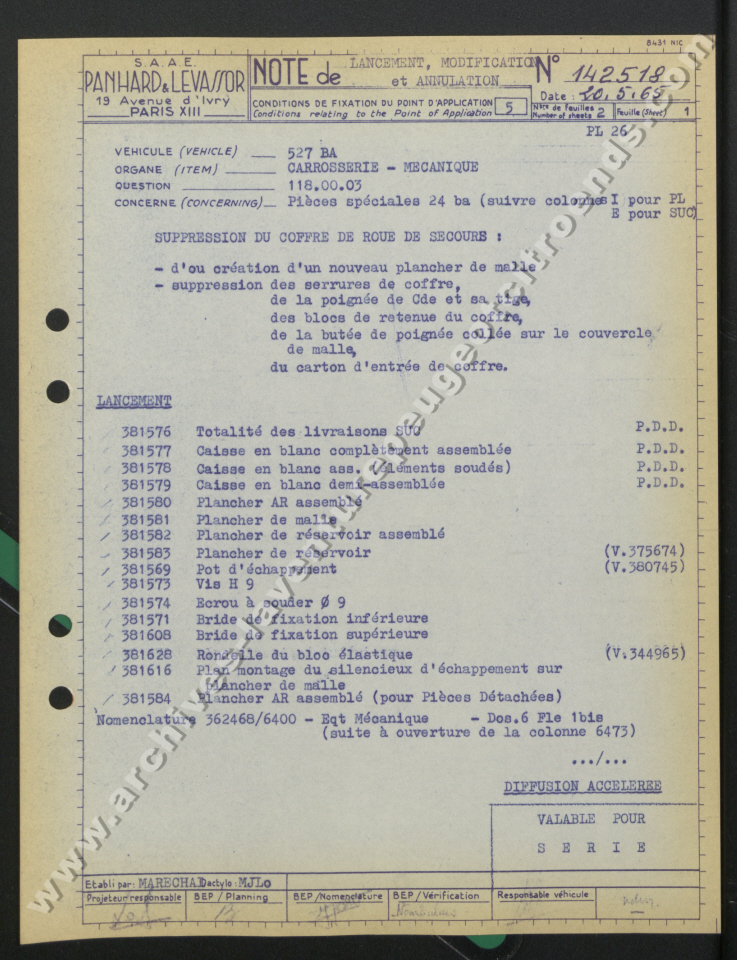 8431 NIC
S.A.A.E.
PANHARD & LEVASSOR
19 Avenue d'Ivry
PARIS XIII
NOTE de LANCEMENT, MODIFICATION
et ANNULATION
N° 142518
Date : 20.5.65
CONDITIONS DE FIXATION DU POINT D'APPLICATION
Conditions relating to the Point of Application
5
Nbre de feuilles
Number of sheets 2
Feuille (Sheet) 1
PL 26
VEHICULE (VEHICLE) 527 BA
ORGANE (ITEM) CARROSSERIE - MECANIQUE
QUESTION 118.00.03
CONCERNE (CONCERNING) Pièces spéciales 24 ba (suivre colonnes I pour PL
E pour SUC)
SUPPRESSION DU COFFRE DE ROUE DE SECOURS :
- d'ou création d'un nouveau plancher de malle
- suppression des serrures de coffre,
de la poignée de Cde et sa tige,
des blocs de retenue du coffre,
de la butée de poignée collée sur le couvercle
de malle,
du carton d'entrée de coffre.
LANCEMENT
381576 Totalité des livraisons SUC P.D.D.
381577 Caisse en blanc complètement assemblée P.D.D.
381578 Caisse en blanc ass. (éléments soudés) P.D.D.
381579 Caisse en blanc demi-assemblée P.D.D.
381580 Plancher AR assemblé
381581 Plancher de malle
381582 Plancher de réservoir assemblé
381583 Plancher de réservoir (V.375674)
381569 Pot d'échappement (V.380745)
381573 Vis H 9
381574 Ecrou à souder Ø 9
381571 Bride de fixation inférieure
381608 Bride de fixation supérieure
381628 Rondelle du bloc élastique (V.344965)
381616 Plan montage du silencieux d'échappement sur
plancher de malle
381584 Plancher AR assemblé (pour Pièces Détachées)
Nomenclature 362468/6400 - Eqt Mécanique - Dos.6 Fle 1bis
(suite à ouverture de la colonne 6473)
.../...
DIFFUSION ACCELEREE
VALABLE POUR
S E R I E
Etabli par : MARECHAL Dactylo : MJLo
Projeteur responsable
BEP / Planning
BEP / Nomenclature
BEP / Vérification
Responsable véhicule
www.archives-laventurepeugeotcitroends.com